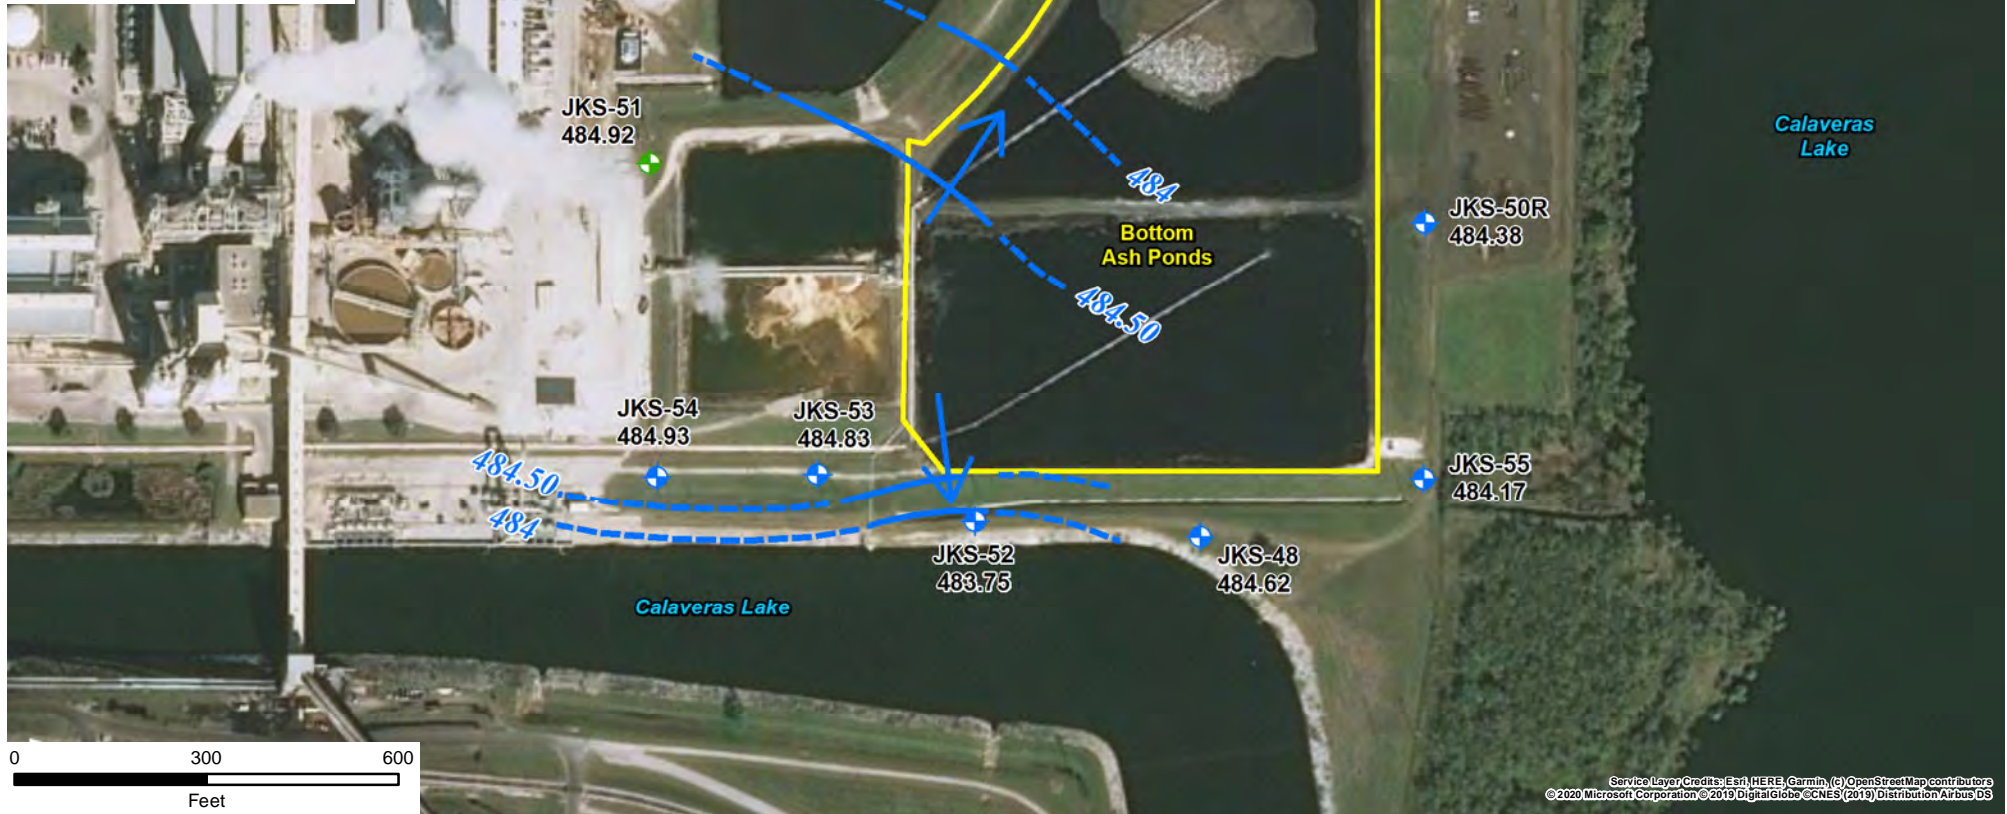 JKS-51
484.92
484
Calaveras
Lake
JKS-50R
484.38
Bottom
Ash Ponds
484.50
JKS-54
484.93
JKS-53
484.83
484.50
484
JKS-55
484.17
JKS-52
483.75
JKS-48
484.62
Calaveras Lake
0 300 600
Feet
Service Layer Credits: Esri, HERE, Garmin, (c) OpenStreetMap contributors
© 2020 Microsoft Corporation © 2019 DigitalGlobe ©CNES (2019) Distribution Airbus DS